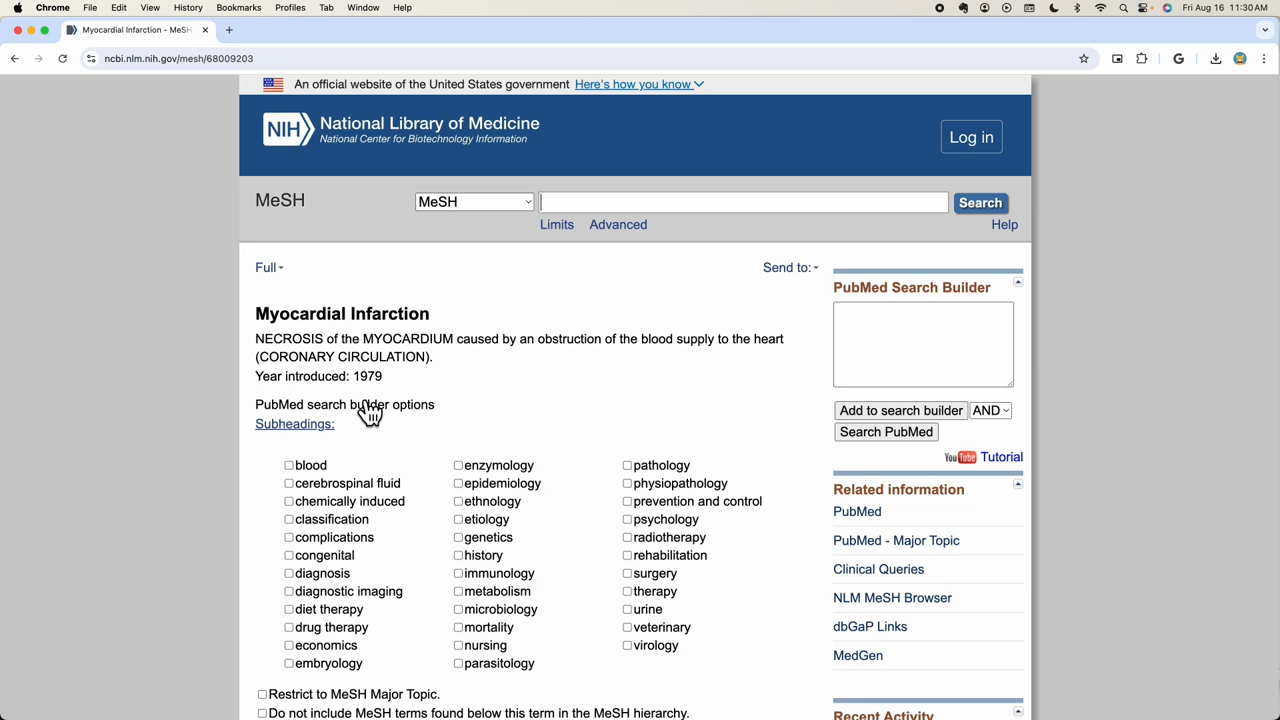 Chrome File Edit View History Bookmarks Profiles Tab Window Help Fri Aug 16 11:30 AM
Myocardial Infarction - MeSH
ncbi.nlm.nih.gov/mesh/68009203
An official website of the United States government Here's how you know
NIH National Library of Medicine
National Center for Biotechnology Information
Log in
MeSH MeSH Search
Limits Advanced Help
Full Send to:
Myocardial Infarction
NECROSIS of the MYOCARDIUM caused by an obstruction of the blood supply to the heart
(CORONARY CIRCULATION).
Year introduced: 1979
PubMed search builder options
Subheadings:
blood enzymology pathology
cerebrospinal fluid epidemiology physiopathology
chemically induced ethnology prevention and control
classification etiology psychology
complications genetics radiotherapy
congenital history rehabilitation
diagnosis immunology surgery
diagnostic imaging metabolism therapy
diet therapy microbiology urine
drug therapy mortality veterinary
economics nursing virology
embryology parasitology
Restrict to MeSH Major Topic.
Do not include MeSH terms found below this term in the MeSH hierarchy.
PubMed Search Builder
Add to search builder AND
Search PubMed
YouTube Tutorial
Related information
PubMed
PubMed - Major Topic
Clinical Queries
NLM MeSH Browser
dbGaP Links
MedGen
Recent Activity